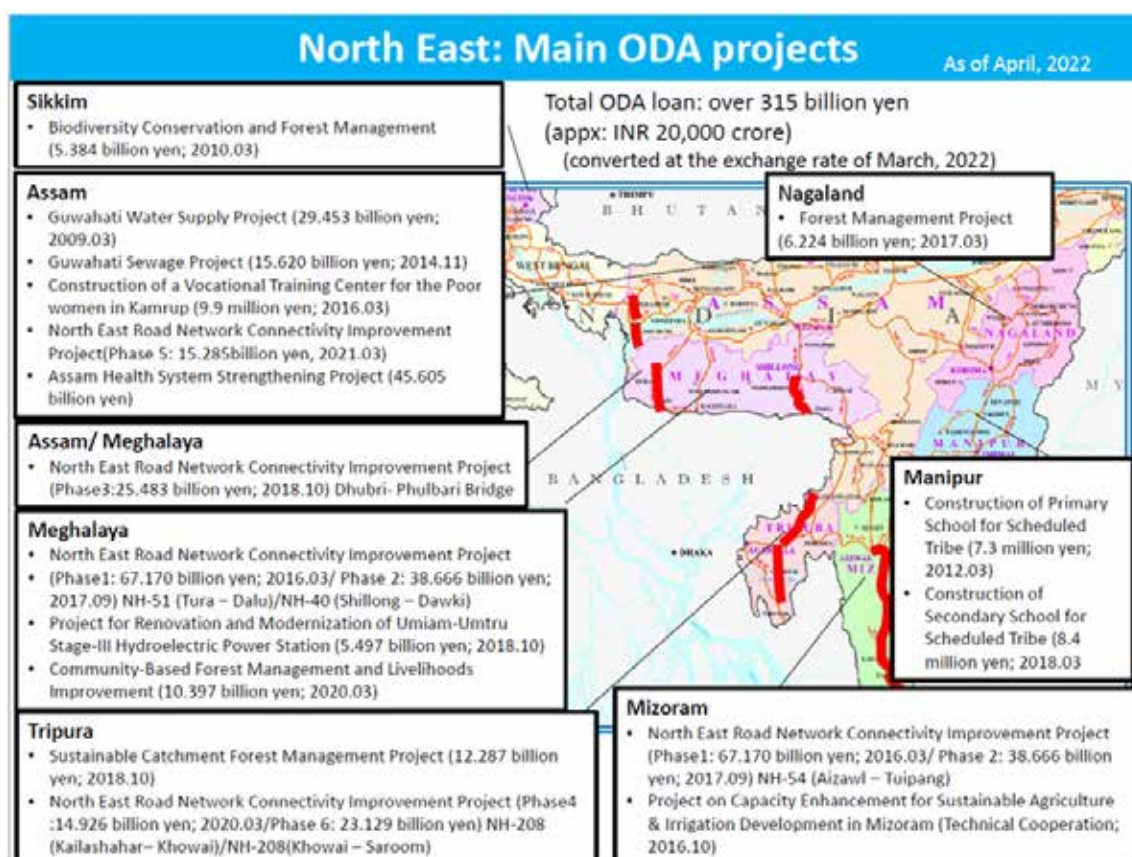 North East: Main ODA projects
As of April, 2022
Sikkim
• Biodiversity Conservation and Forest Management
(5.384 billion yen; 2010.03)
Total ODA loan: over 315 billion yen
(appx: INR 20,000 crore)
(converted at the exchange rate of March, 2022)
Assam
• Guwahati Water Supply Project (29.453 billion yen;
2009.03)
• Guwahati Sewage Project (15.620 billion yen; 2014.11)
• Construction of a Vocational Training Center for the Poor
women in Kamrup (9.9 million yen; 2016.03)
• North East Road Network Connectivity Improvement
Project(Phase 5: 15.285billion yen, 2021.03)
• Assam Health System Strengthening Project (45.605
billion yen)
Nagaland
• Forest Management Project
(6.224 billion yen; 2017.03)
Assam/ Meghalaya
• North East Road Network Connectivity Improvement Project
(Phase3:25.483 billion yen; 2018.10) Dhubri- Phulbari Bridge
Meghalaya
• North East Road Network Connectivity Improvement Project
• (Phase1: 67.170 billion yen; 2016.03/ Phase 2: 38.666 billion yen;
2017.09) NH-51 (Tura – Dalu)/NH-40 (Shillong – Dawki)
• Project for Renovation and Modernization of Umiam-Umtru
Stage-III Hydroelectric Power Station (5.497 billion yen; 2018.10)
• Community-Based Forest Management and Livelihoods
Improvement (10.397 billion yen; 2020.03)
Manipur
• Construction of Primary
School for Scheduled
Tribe (7.3 million yen;
2012.03)
• Construction of
Secondary School for
Scheduled Tribe (8.4
million yen; 2018.03
Tripura
• Sustainable Catchment Forest Management Project (12.287 billion
yen; 2018.10)
• North East Road Network Connectivity Improvement Project (Phase4
:14.926 billion yen; 2020.03/Phase 6: 23.129 billion yen) NH-208
(Kailashahar– Khowai)/NH-208(Khowai – Saroom)
Mizoram
• North East Road Network Connectivity Improvement Project
(Phase1: 67.170 billion yen; 2016.03/ Phase 2: 38.666 billion
yen; 2017.09) NH-54 (Aizawl – Tuipang)
• Project on Capacity Enhancement for Sustainable Agriculture
& Irrigation Development in Mizoram (Technical Cooperation;
2016.10)
THIMPU
BHUTAN
WEST BENGAL
ASSAM
INDIA
NAGALAND
MEGHALAY
SHILLONG
MANIPUR
BANGLADESH
DHAKA
TRIPURA
MIZ
MY